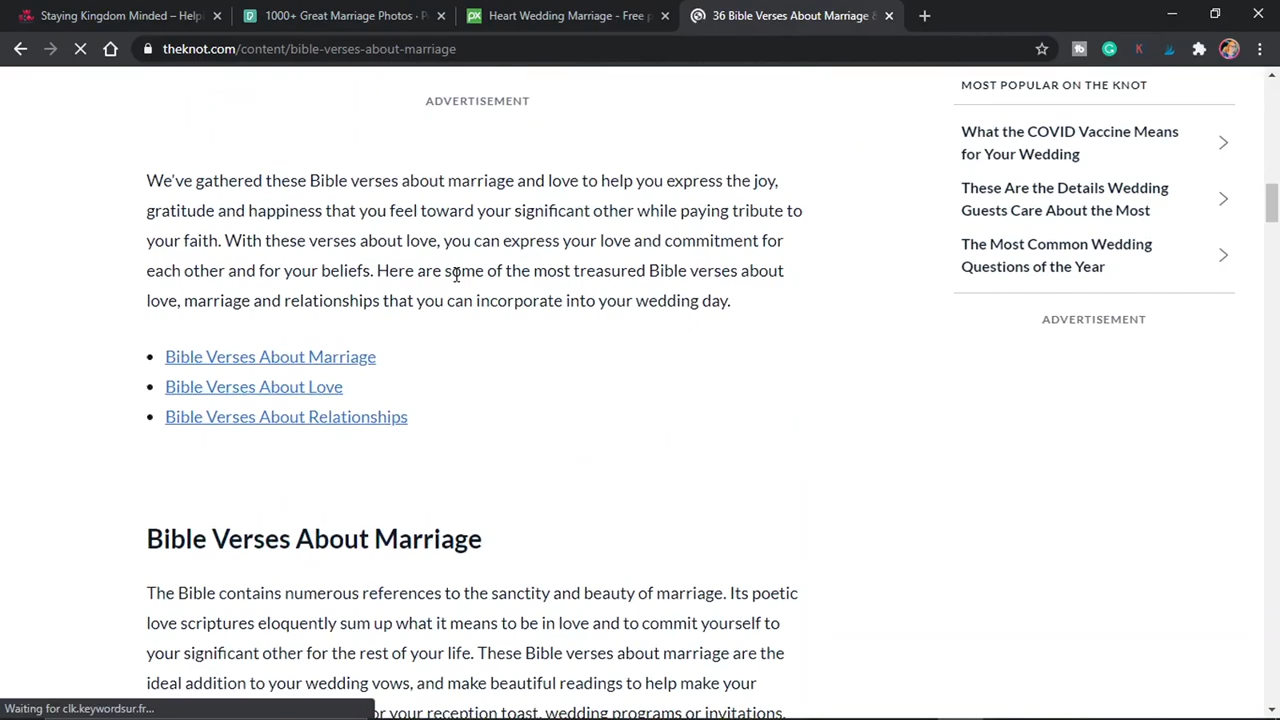 Staying Kingdom Minded – Help
1000+ Great Marriage Photos · P
Heart Wedding Marriage - Free p
36 Bible Verses About Marriage &
theknot.com/content/bible-verses-about-marriage
ADVERTISEMENT
We've gathered these Bible verses about marriage and love to help you express the joy,
gratitude and happiness that you feel toward your significant other while paying tribute to
your faith. With these verses about love, you can express your love and commitment for
each other and for your beliefs. Here are some of the most treasured Bible verses about
love, marriage and relationships that you can incorporate into your wedding day.
Bible Verses About Marriage
Bible Verses About Love
Bible Verses About Relationships
Bible Verses About Marriage
The Bible contains numerous references to the sanctity and beauty of marriage. Its poetic
love scriptures eloquently sum up what it means to be in love and to commit yourself to
your significant other for the rest of your life. These Bible verses about marriage are the
ideal addition to your wedding vows, and make beautiful readings to help make your
or your reception toast, wedding programs or invitations.
MOST POPULAR ON THE KNOT
What the COVID Vaccine Means
for Your Wedding
These Are the Details Wedding
Guests Care About the Most
The Most Common Wedding
Questions of the Year
ADVERTISEMENT
Waiting for clk.keywordsur.fr...